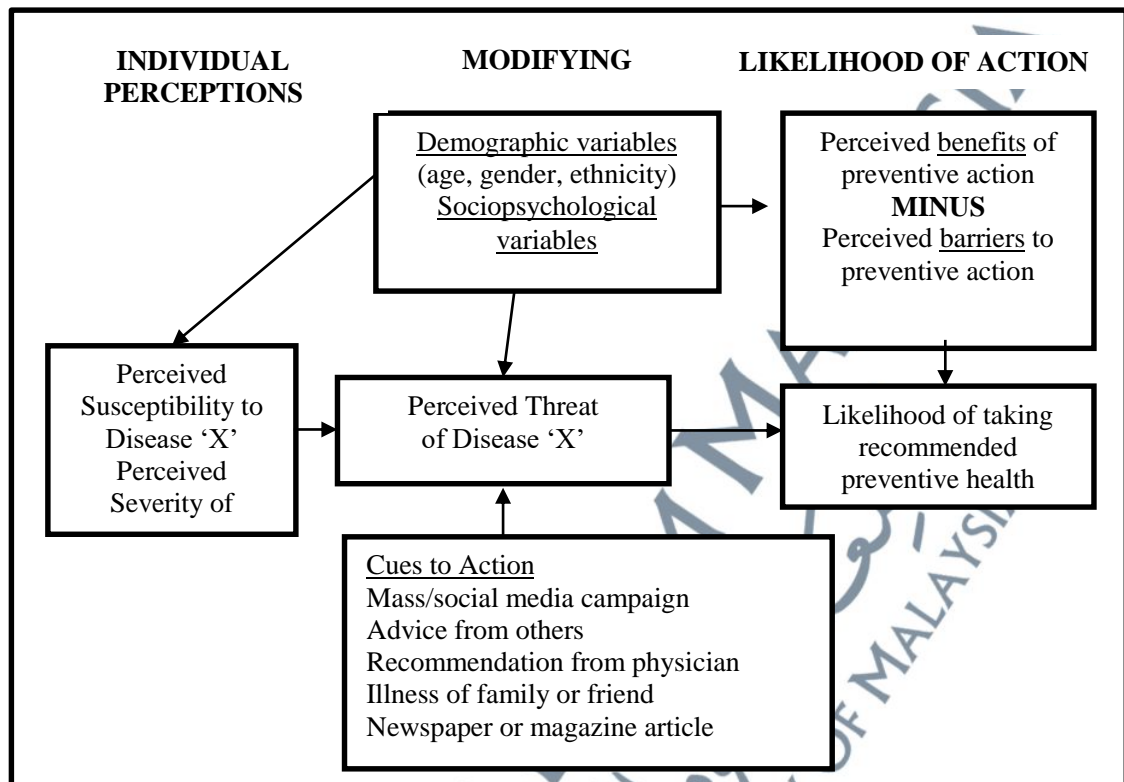 INDIVIDUAL
PERCEPTIONS
MODIFYING
LIKELIHOOD OF ACTION
Demographic variables
(age, gender, ethnicity)
Sociopsychological
variables
Perceived benefits of
preventive action
MINUS
Perceived barriers to
preventive action
Perceived
Susceptibility to
Disease ‘X’
Perceived
Severity of
Perceived Threat
of Disease ‘X’
Likelihood of taking
recommended
preventive health
Cues to Action
Mass/social media campaign
Advice from others
Recommendation from physician
Illness of family or friend
Newspaper or magazine article
OF MALAYSIA